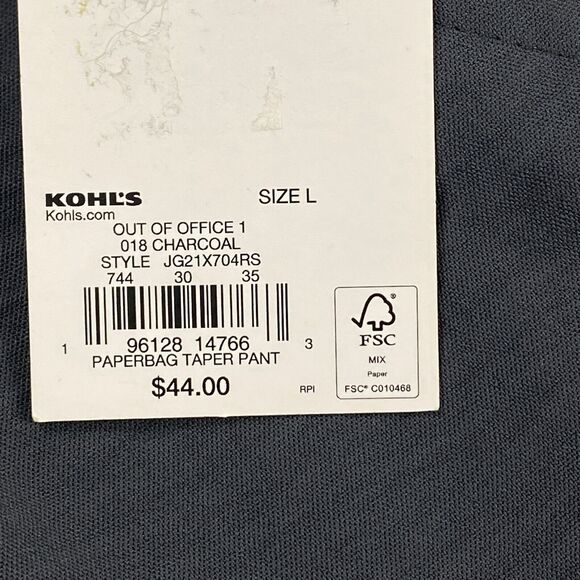 KOHL'S SIZE L
Kohls.com
OUT OF OFFICE 1
018 CHARCOAL
STYLE JG21X704RS
744 30 35
1 96128 14766 3
PAPERBAG TAPER PANT
$44.00 RPI
®
FSC
MIX
Paper
FSC® C010468